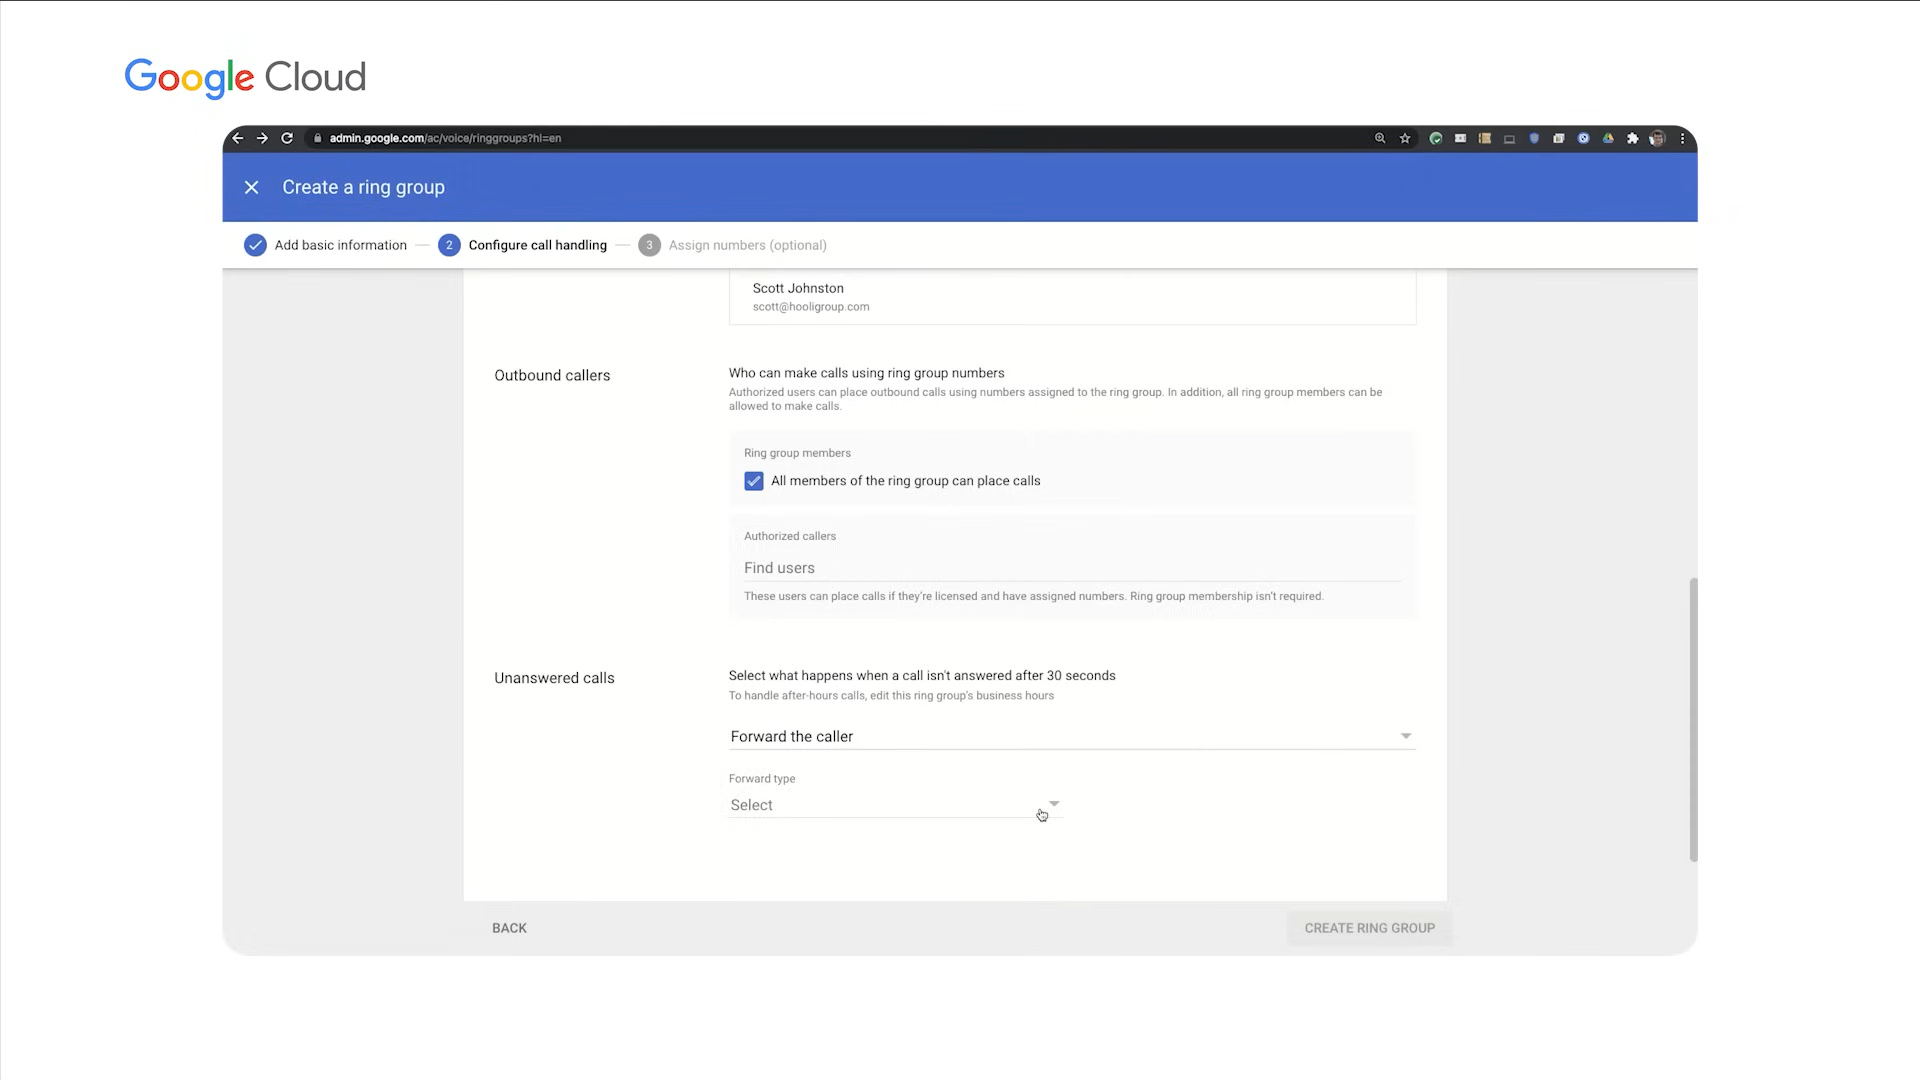 Google Cloud
admin.google.com/ac/voice/ringgroups?hl=en
Create a ring group
Add basic information
2 Configure call handling
3 Assign numbers (optional)
Scott Johnston
scott@hooligroup.com
Outbound callers
Who can make calls using ring group numbers
Authorized users can place outbound calls using numbers assigned to the ring group. In addition, all ring group members can be
allowed to make calls.
Ring group members
All members of the ring group can place calls
Authorized callers
Find users
These users can place calls if they're licensed and have assigned numbers. Ring group membership isn't required.
Unanswered calls
Select what happens when a call isn't answered after 30 seconds
To handle after-hours calls, edit this ring group's business hours
Forward the caller
Forward type
Select
BACK
CREATE RING GROUP